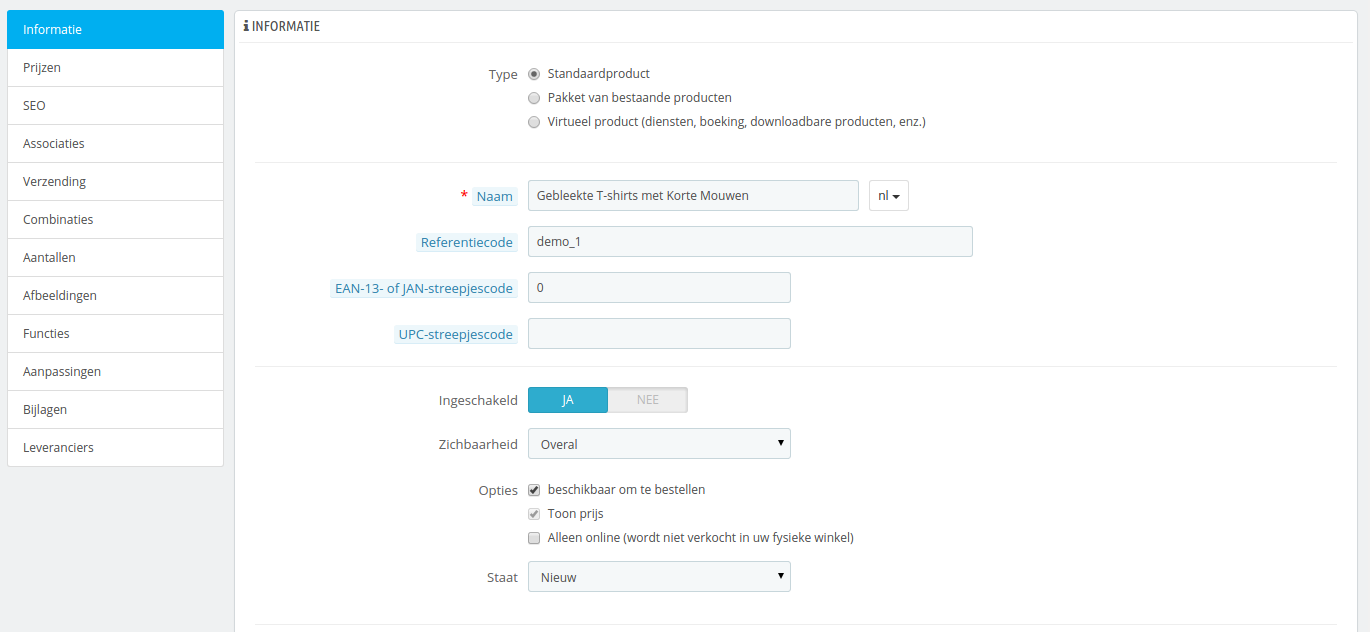 Informatie
Prijzen
SEO
Associaties
Verzending
Combinaties
Aantallen
Afbeeldingen
Functies
Aanpassingen
Bijlagen
Leveranciers
INFORMATIE
Type Standaardproduct
Pakket van bestaande producten
Virtueel product (diensten, boeking, downloadbare producten, enz.)
* Naam Gebleekte T-shirts met Korte Mouwen nl
Referentiecode demo_1
EAN-13- of JAN-streepjescode 0
UPC-streepjescode
Ingeschakeld JA NEE
Zichbaarheid Overal
Opties beschikbaar om te bestellen
Toon prijs
Alleen online (wordt niet verkocht in uw fysieke winkel)
Staat Nieuw